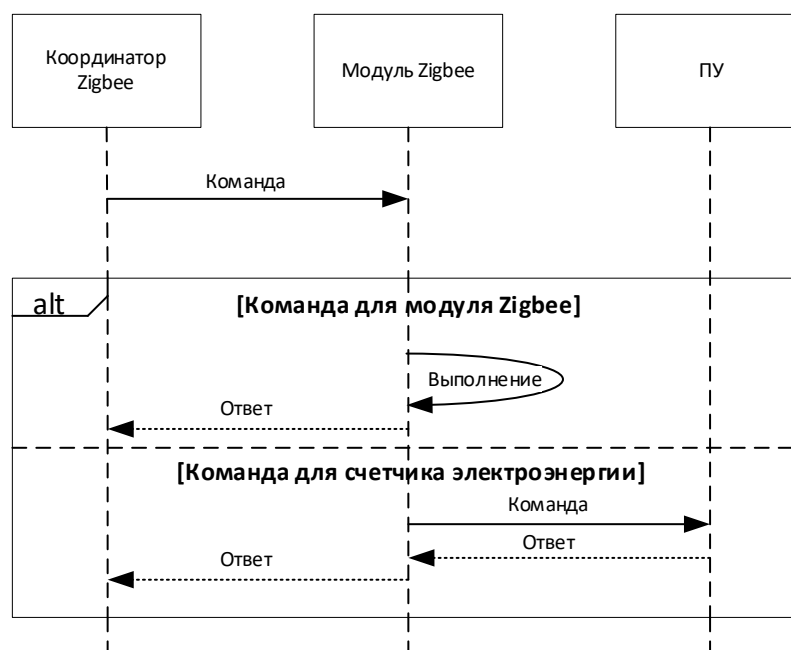 Координатор
Zigbee
Модуль Zigbee
ПУ
Команда
alt
[Команда для модуля Zigbee]
Выполнение
Ответ
[Команда для счетчика электроэнергии]
Команда
Ответ
Ответ